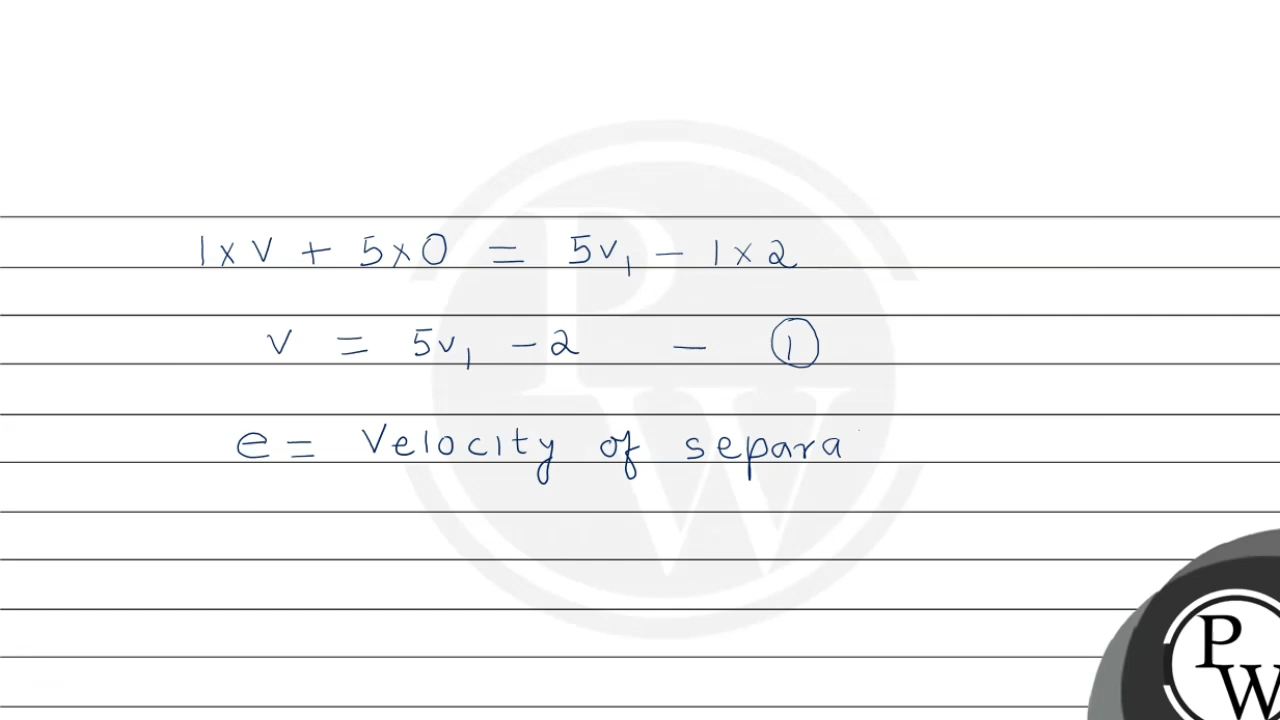 1 x v + 5 x 0 = 5v₁ - 1 x 2
v = 5v₁ - 2 - ①
e = Velocity of separa
P
W
P
W